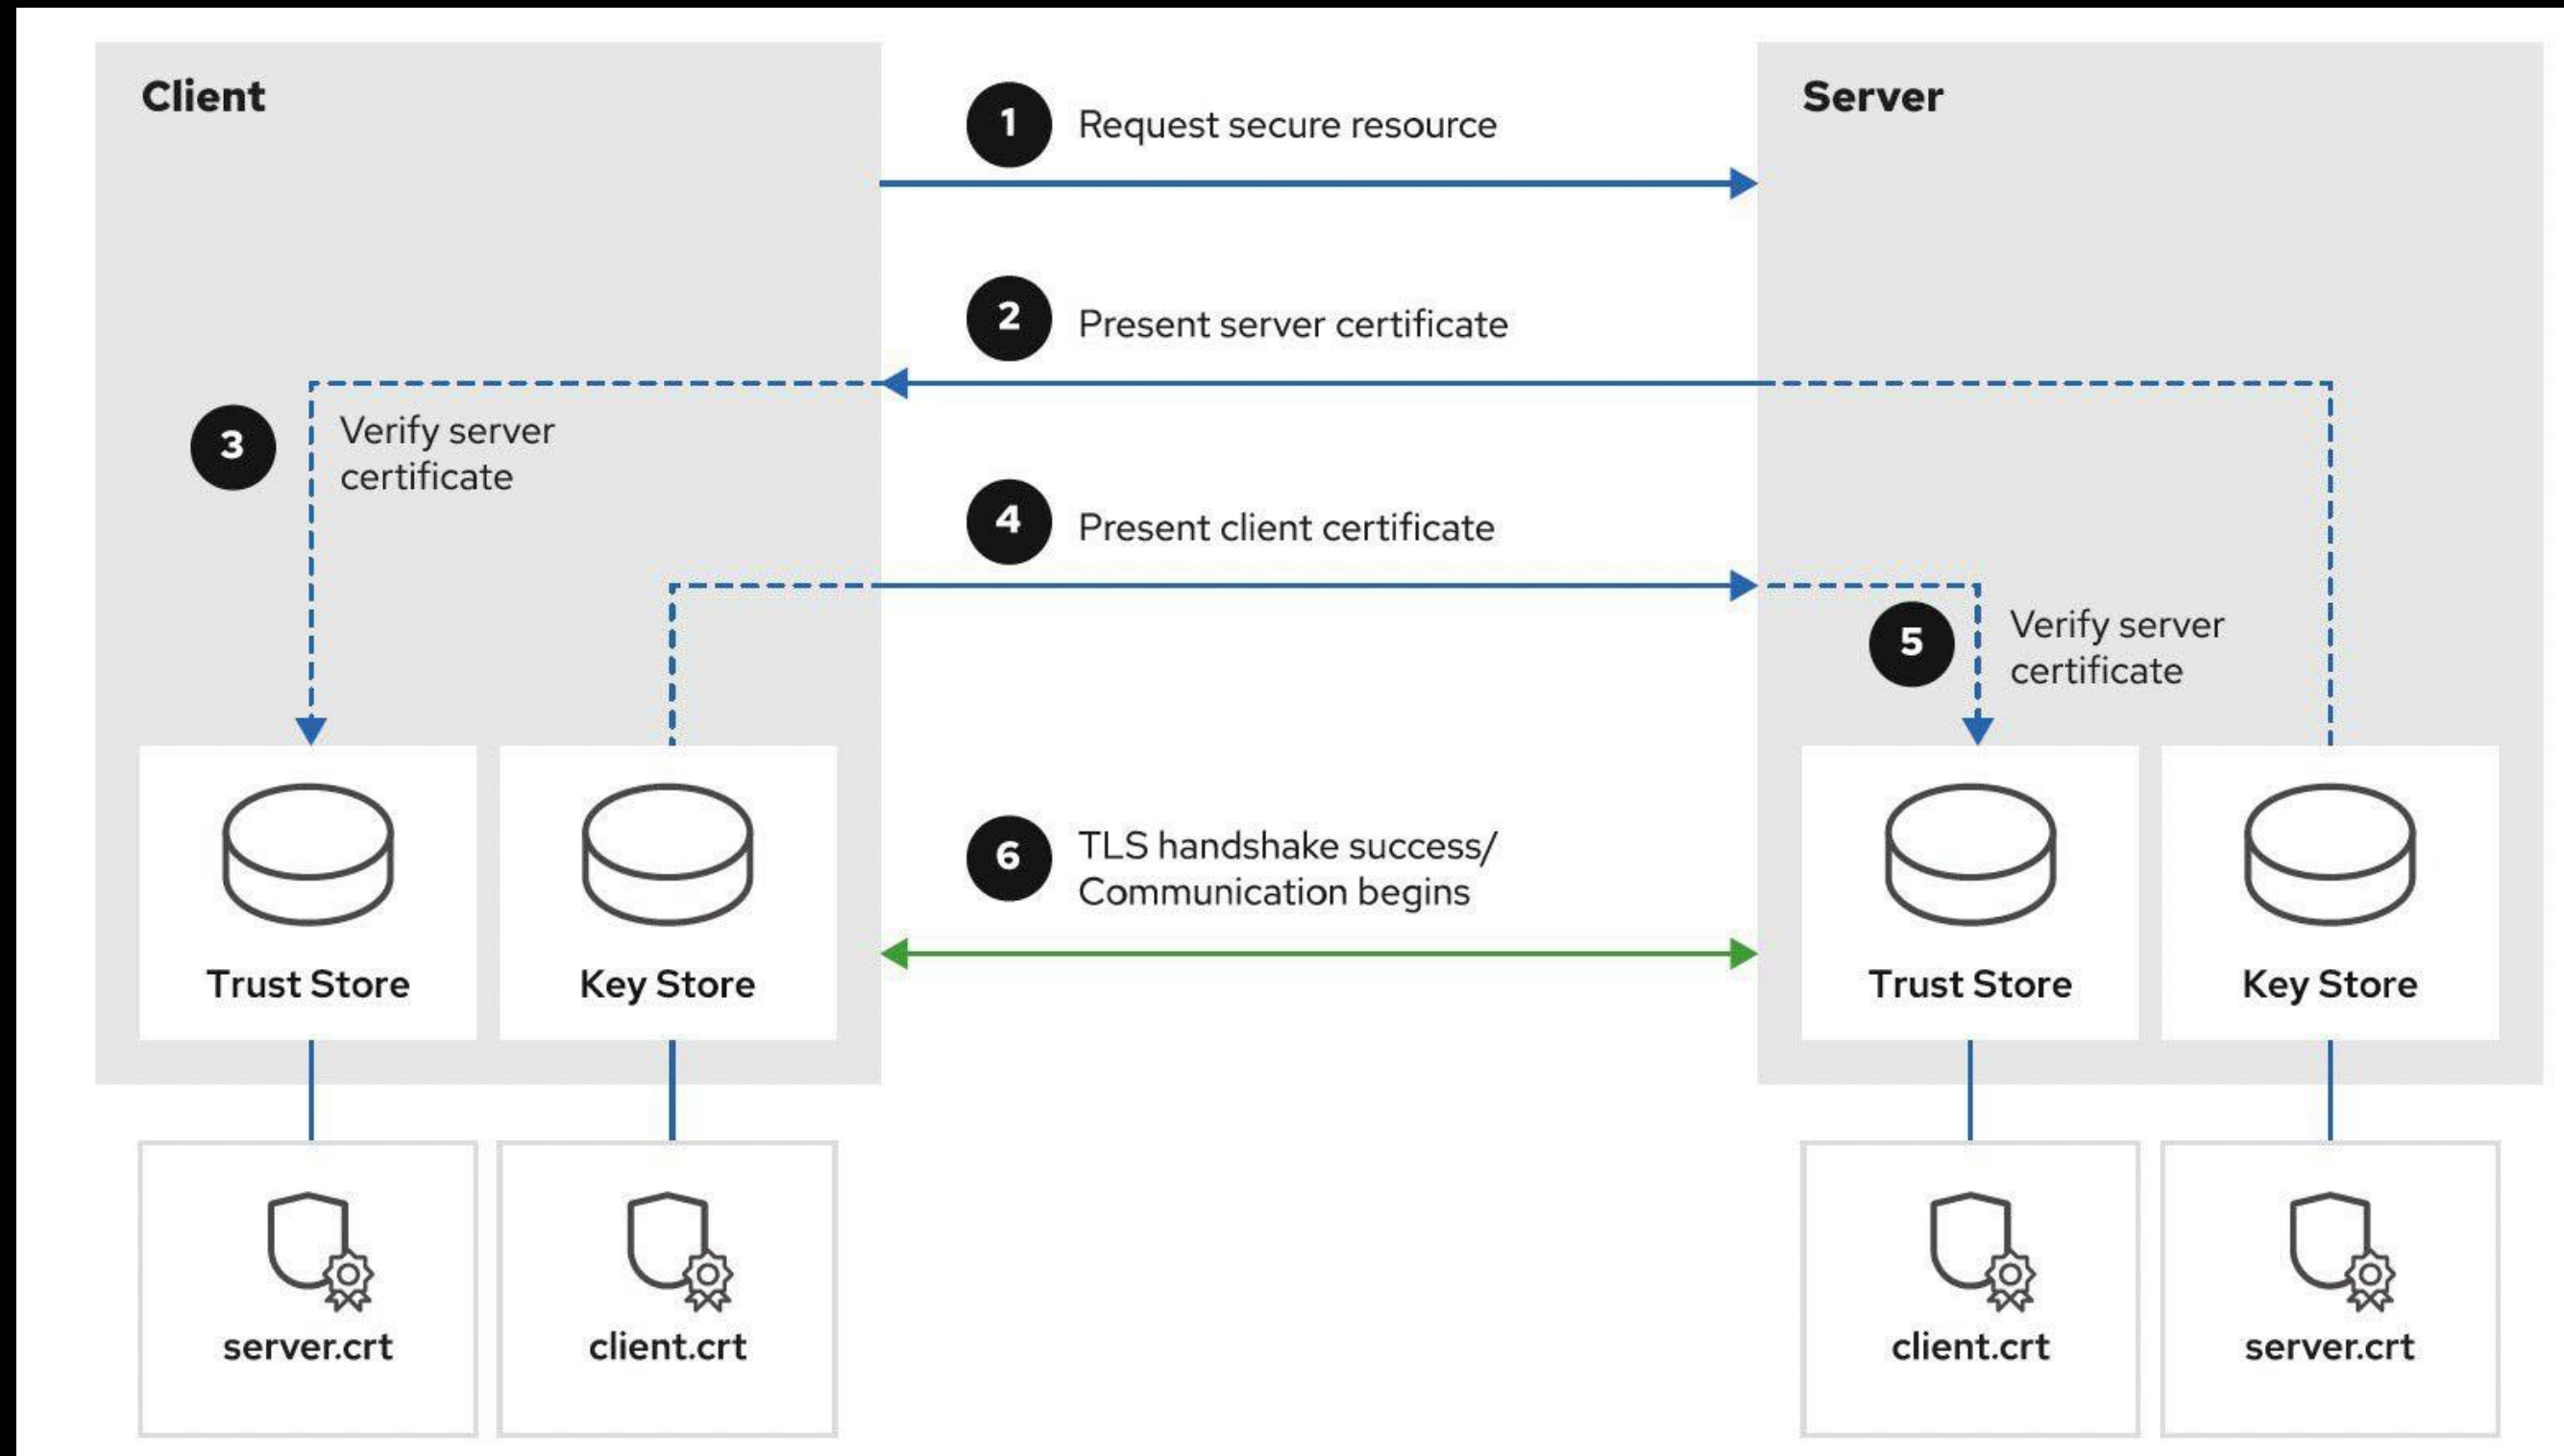 Client
Server
1
Request secure resource
2
Present server certificate
3
Verify server
certificate
4
Present client certificate
5
Verify server
certificate
6
TLS handshake success/
Communication begins
Trust Store
Key Store
Trust Store
Key Store
server.crt
client.crt
client.crt
server.crt